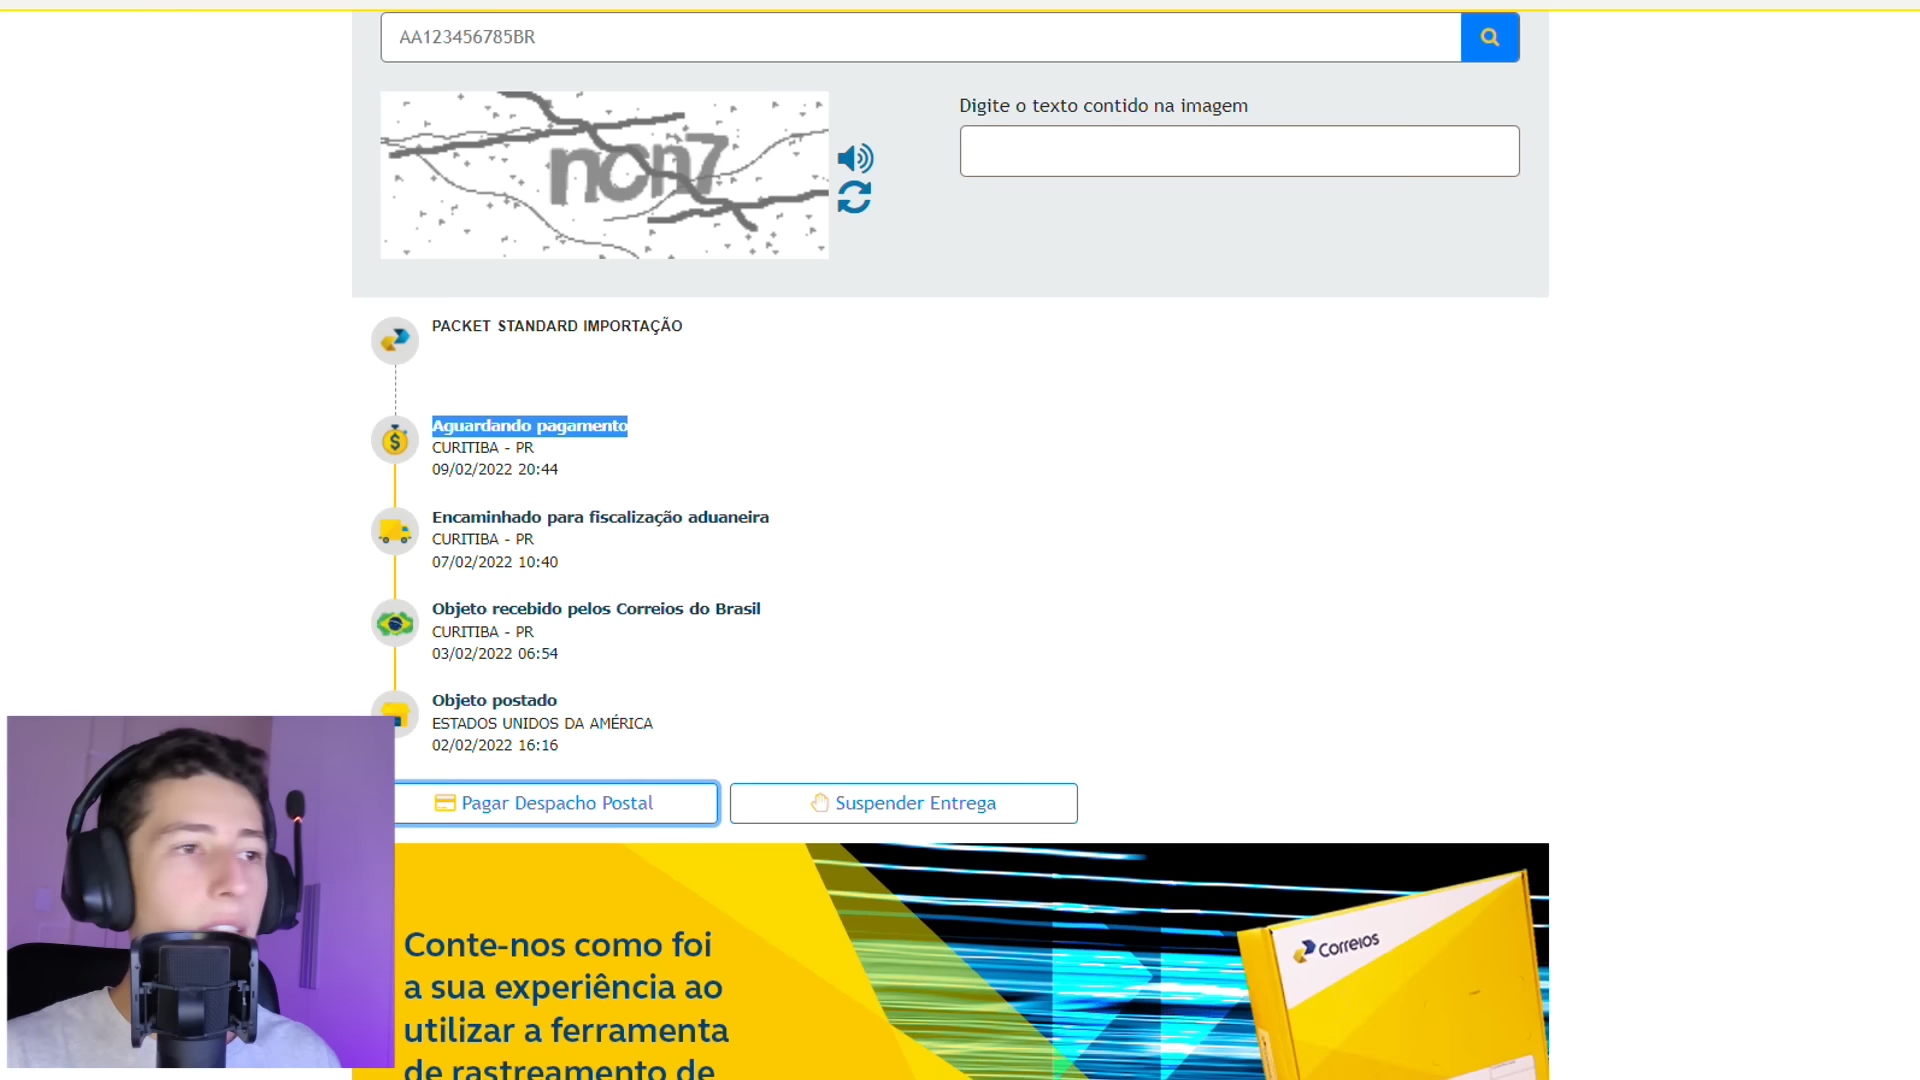 AA123456785BR
Digite o texto contido na imagem
ncn7
PACKET STANDARD IMPORTAÇÃO
Aguardando pagamento
CURITIBA - PR
09/02/2022 20:44
Encaminhado para fiscalização aduaneira
CURITIBA - PR
07/02/2022 10:40
Objeto recebido pelos Correios do Brasil
CURITIBA - PR
03/02/2022 06:54
Objeto postado
ESTADOS UNIDOS DA AMÉRICA
02/02/2022 16:16
Pagar Despacho Postal
Suspender Entrega
Conte-nos como foi
a sua experiência ao
utilizar a ferramenta
de rastreamento de
Correios